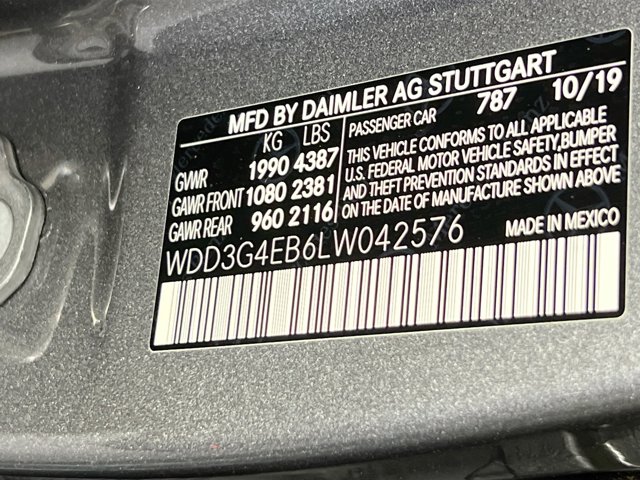 MFD BY DAIMLER AG STUTTGART
KG LBS
GVWR 1990 4387
GAWR FRONT 1080 2381
GAWR REAR 960 2116
PASSENGER CAR 787 10/19
THIS VEHICLE CONFORMS TO ALL APPLICABLE
U.S. FEDERAL MOTOR VEHICLE SAFETY,BUMPER
AND THEFT PREVENTION STANDARDS IN EFFECT
ON THE DATE OF MANUFACTURE SHOWN ABOVE
WDD3G4EB6LW042576
MADE IN MEXICO